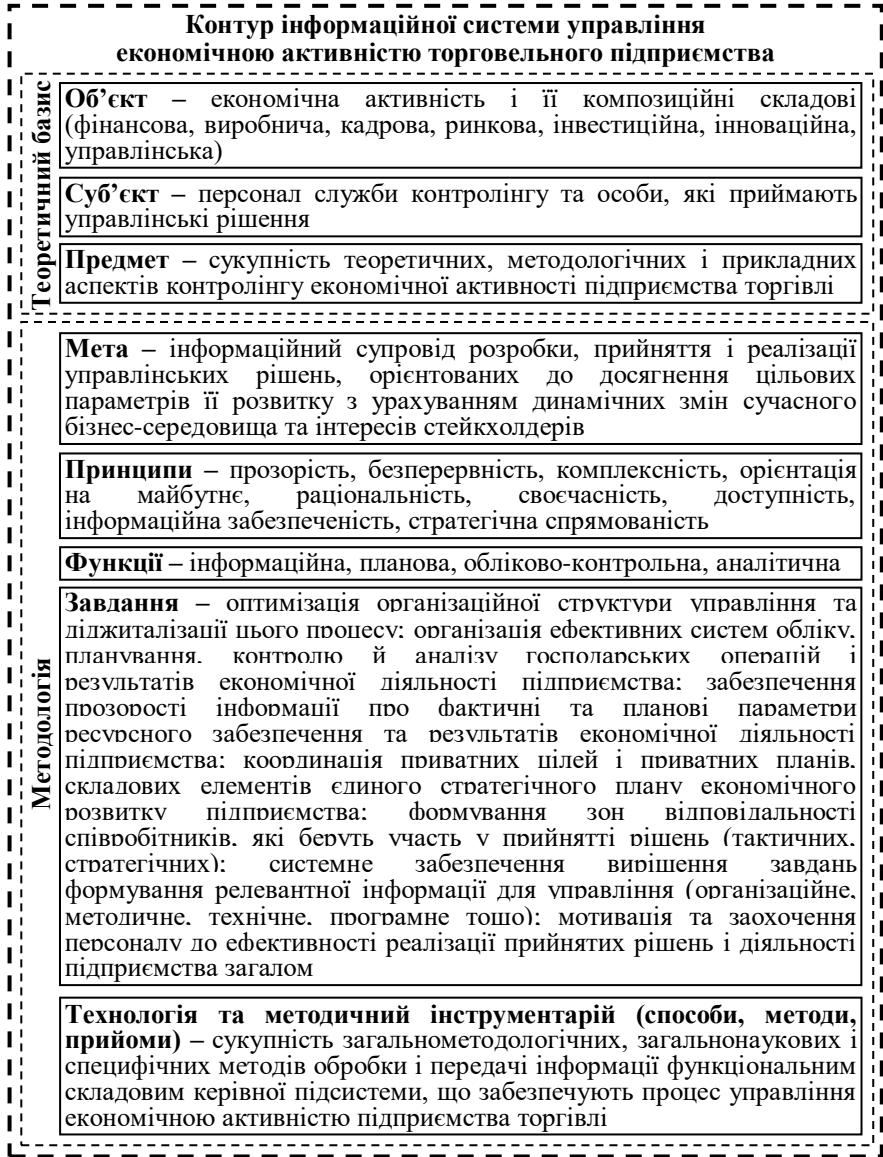 Контур інформаційної системи управління
економічною активністю торговельного підприємства
Теоретичний базис
Об’єкт – економічна активність і її композиційні складові
(фінансова, виробнича, кадрова, ринкова, інвестиційна, інноваційна,
управлінська)
Суб’єкт – персонал служби контролінгу та особи, які приймають
управлінські рішення
Предмет – сукупність теоретичних, методологічних і прикладних
аспектів контролінгу економічної активності підприємства торгівлі
Методологія
Мета – інформаційний супровід розробки, прийняття і реалізації
управлінських рішень, орієнтованих до досягнення цільових
параметрів її розвитку з урахуванням динамічних змін сучасного
бізнес-середовища та інтересів стейкхолдерів
Принципи – прозорість, безперервність, комплексність, орієнтація
на майбутнє, раціональність, своєчасність, доступність,
інформаційна забезпеченість, стратегічна спрямованість
Функції – інформаційна, планова, обліково-контрольна, аналітична
Завдання – оптимізація організаційної структури управління та
діджиталізації цього процесу; організація ефективних систем обліку,
планування, контролю й аналізу господарських операцій і
результатів економічної діяльності підприємства; забезпечення
прозорості інформації про фактичні та планові параметри
ресурсного забезпечення та результатів економічної діяльності
підприємства; координація приватних цілей і приватних планів,
складових елементів єдиного стратегічного плану економічного
розвитку підприємства; формування зон відповідальності
співробітників, які беруть участь у прийнятті рішень (тактичних,
стратегічних); системне забезпечення вирішення завдань
формування релевантної інформації для управління (організаційне,
методичне, технічне, програмне тощо); мотивація та заохочення
персоналу до ефективності реалізації прийнятих рішень і діяльності
підприємства загалом
Технологія та методичний інструментарій (способи, методи,
прийоми) – сукупність загальнометодологічних, загальнонаукових і
специфічних методів обробки і передачі інформації функціональним
складовим керівної підсистеми, що забезпечують процес управління
економічною активністю підприємства торгівлі